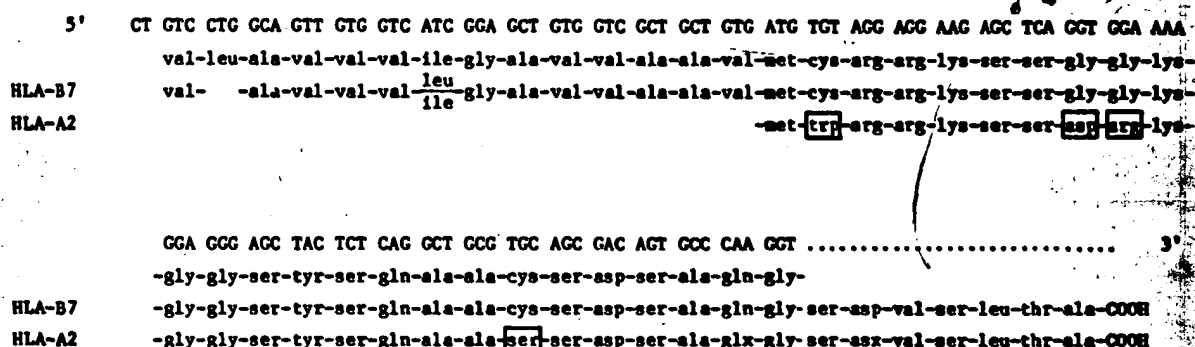 5' CT GTC CTG GCA GTT GTG GTC ATC GGA GCT GTG GTC GCT GCT GTG ATG TGT AGG AGG AAG AGC TCA GGT GGA AAA
val-leu-ala-val-val-val-ile-gly-ala-val-val-ala-ala-val-met-cys-arg-arg-lys-ser-ser-gly-gly-lys-
leu
HLA-B7 val- -ala-val-val-val- -gly-ala-val-val-ala-ala-val-met-cys-arg-arg-lys-ser-ser-gly-gly-lys-
ile
HLA-A2 -met-trp-arg-arg-lys-ser-ser-asp-arg-lys-
GGA GGG AGC TAC TCT CAG GCT GCG TGC AGC GAC AGT GCC CAA GGT .............................. 3'
-gly-gly-ser-tyr-ser-gln-ala-ala-cys-ser-asp-ser-ala-gln-gly-
HLA-B7 -gly-gly-ser-tyr-ser-gln-ala-ala-cys-ser-asp-ser-ala-gln-gly-ser-asp-val-ser-leu-thr-ala-COOH
HLA-A2 -gly-gly-ser-tyr-ser-gln-ala-ala-ser-ser-asp-ser-ala-glx-gly-ser-asx-val-ser-leu-thr-ala-COOH